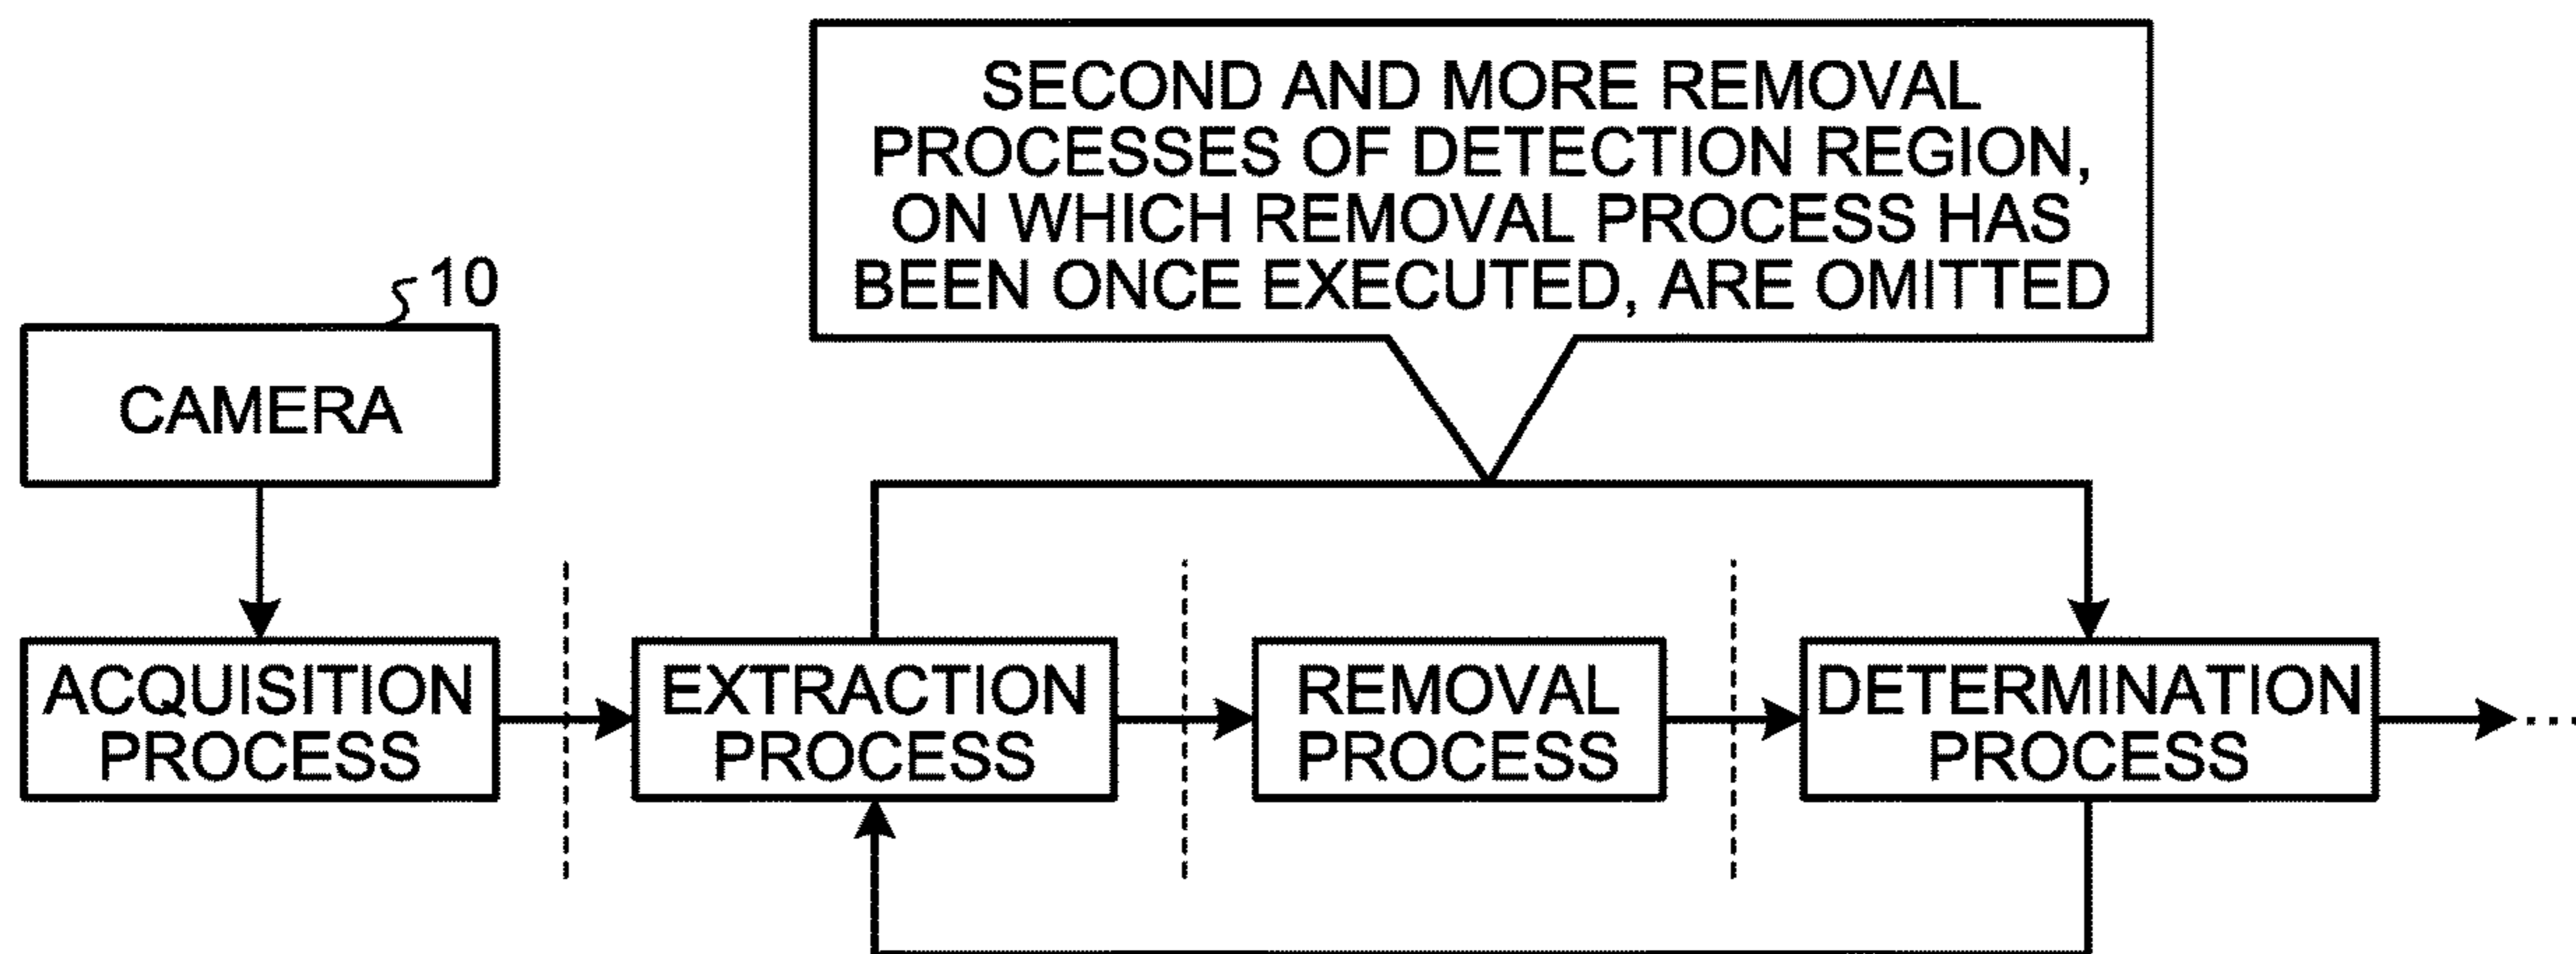 SECOND AND MORE REMOVAL
PROCESSES OF DETECTION REGION,
ON WHICH REMOVAL PROCESS HAS
BEEN ONCE EXECUTED, ARE OMITTED
10
CAMERA
ACQUISITION
PROCESS
EXTRACTION
PROCESS
REMOVAL
PROCESS
DETERMINATION
PROCESS
...